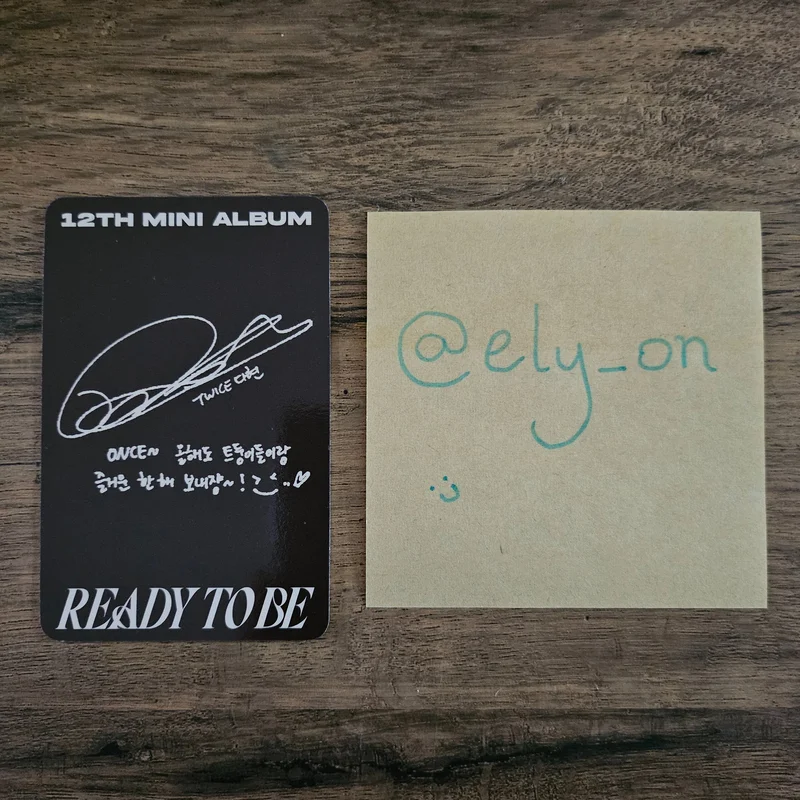 12TH MINI ALBUM
TWICE 다현
ONCE~ 올해도 트둥이들이랑
즐거운 한 해 보내쟝~! ><..♡
READY TO BE
@ely_on
:)